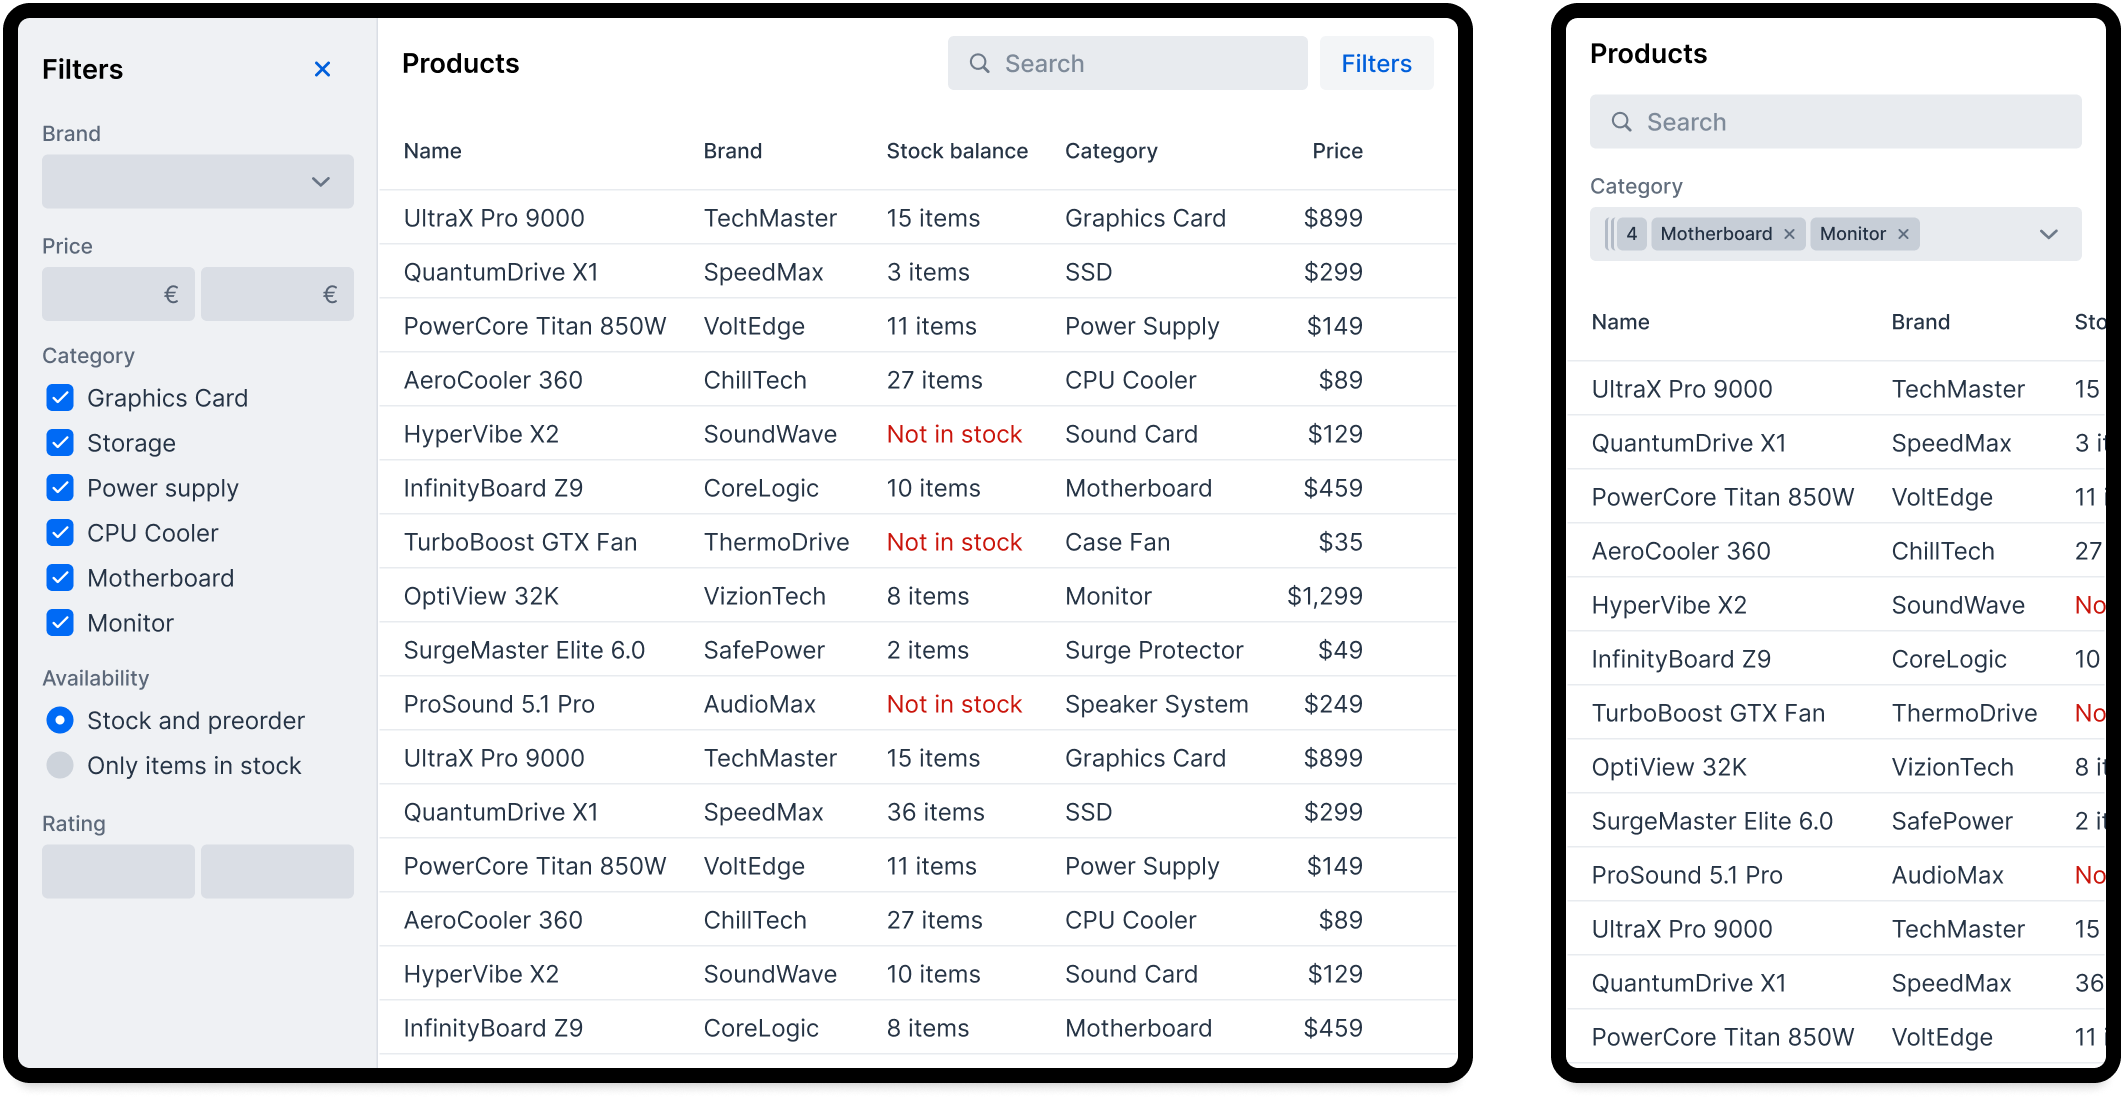 Filters
Brand
Price
€ €
Category
Graphics Card
Storage
Power supply
CPU Cooler
Motherboard
Monitor
Availability
Stock and preorder
Only items in stock
Rating
Products Search Filters
Name Brand Stock balance Category Price
UltraX Pro 9000 TechMaster 15 items Graphics Card $899
QuantumDrive X1 SpeedMax 3 items SSD $299
PowerCore Titan 850W VoltEdge 11 items Power Supply $149
AeroCooler 360 ChillTech 27 items CPU Cooler $89
HyperVibe X2 SoundWave Not in stock Sound Card $129
InfinityBoard Z9 CoreLogic 10 items Motherboard $459
TurboBoost GTX Fan ThermoDrive Not in stock Case Fan $35
OptiView 32K VizionTech 8 items Monitor $1,299
SurgeMaster Elite 6.0 SafePower 2 items Surge Protector $49
ProSound 5.1 Pro AudioMax Not in stock Speaker System $249
UltraX Pro 9000 TechMaster 15 items Graphics Card $899
QuantumDrive X1 SpeedMax 36 items SSD $299
PowerCore Titan 850W VoltEdge 11 items Power Supply $149
AeroCooler 360 ChillTech 27 items CPU Cooler $89
HyperVibe X2 SoundWave 10 items Sound Card $129
InfinityBoard Z9 CoreLogic 8 items Motherboard $459
Products
Search
Category
4 Motherboard Monitor
Name Brand Sto
UltraX Pro 9000 TechMaster 15
QuantumDrive X1 SpeedMax 3 it
PowerCore Titan 850W VoltEdge 11 i
AeroCooler 360 ChillTech 27
HyperVibe X2 SoundWave No
InfinityBoard Z9 CoreLogic 10
TurboBoost GTX Fan ThermoDrive No
OptiView 32K VizionTech 8 it
SurgeMaster Elite 6.0 SafePower 2 it
ProSound 5.1 Pro AudioMax No
UltraX Pro 9000 TechMaster 15
QuantumDrive X1 SpeedMax 36
PowerCore Titan 850W VoltEdge 11 i